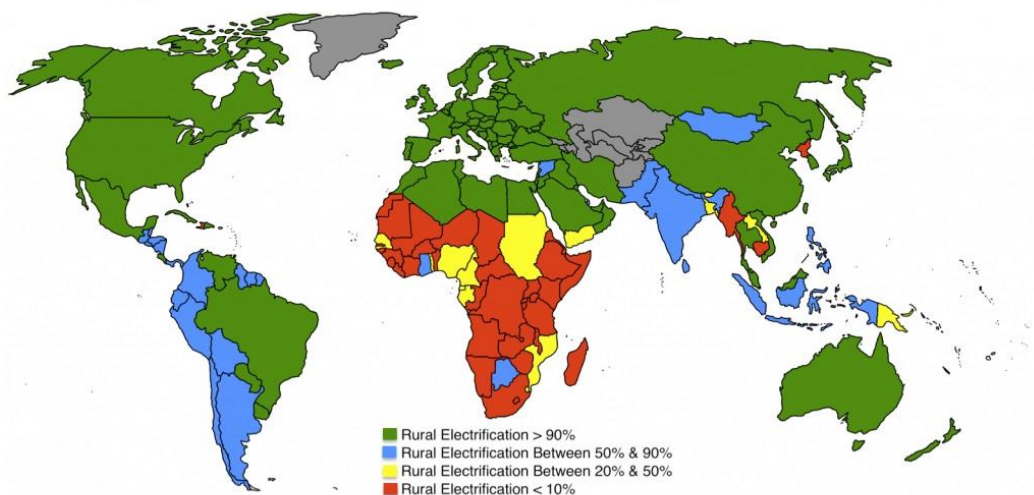 Rural Electrification > 90%
Rural Electrification Between 50% & 90%
Rural Electrification Between 20% & 50%
Rural Electrification < 10%